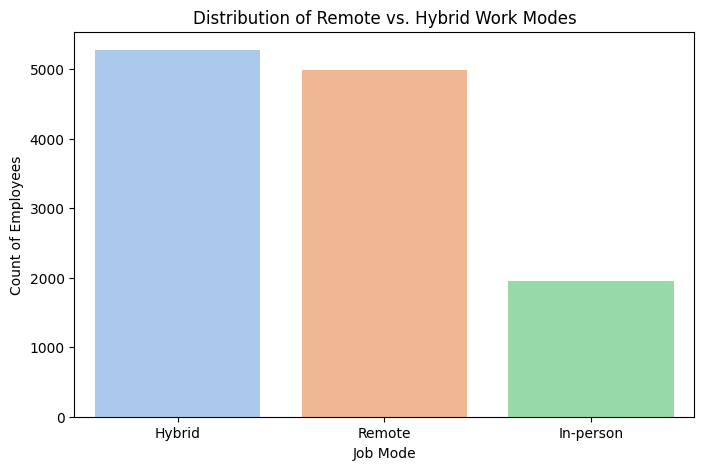 Distribution of Remote vs. Hybrid Work Modes
Count of Employees
5000
4000
3000
2000
1000
0
Hybrid
Remote
In-person
Job Mode